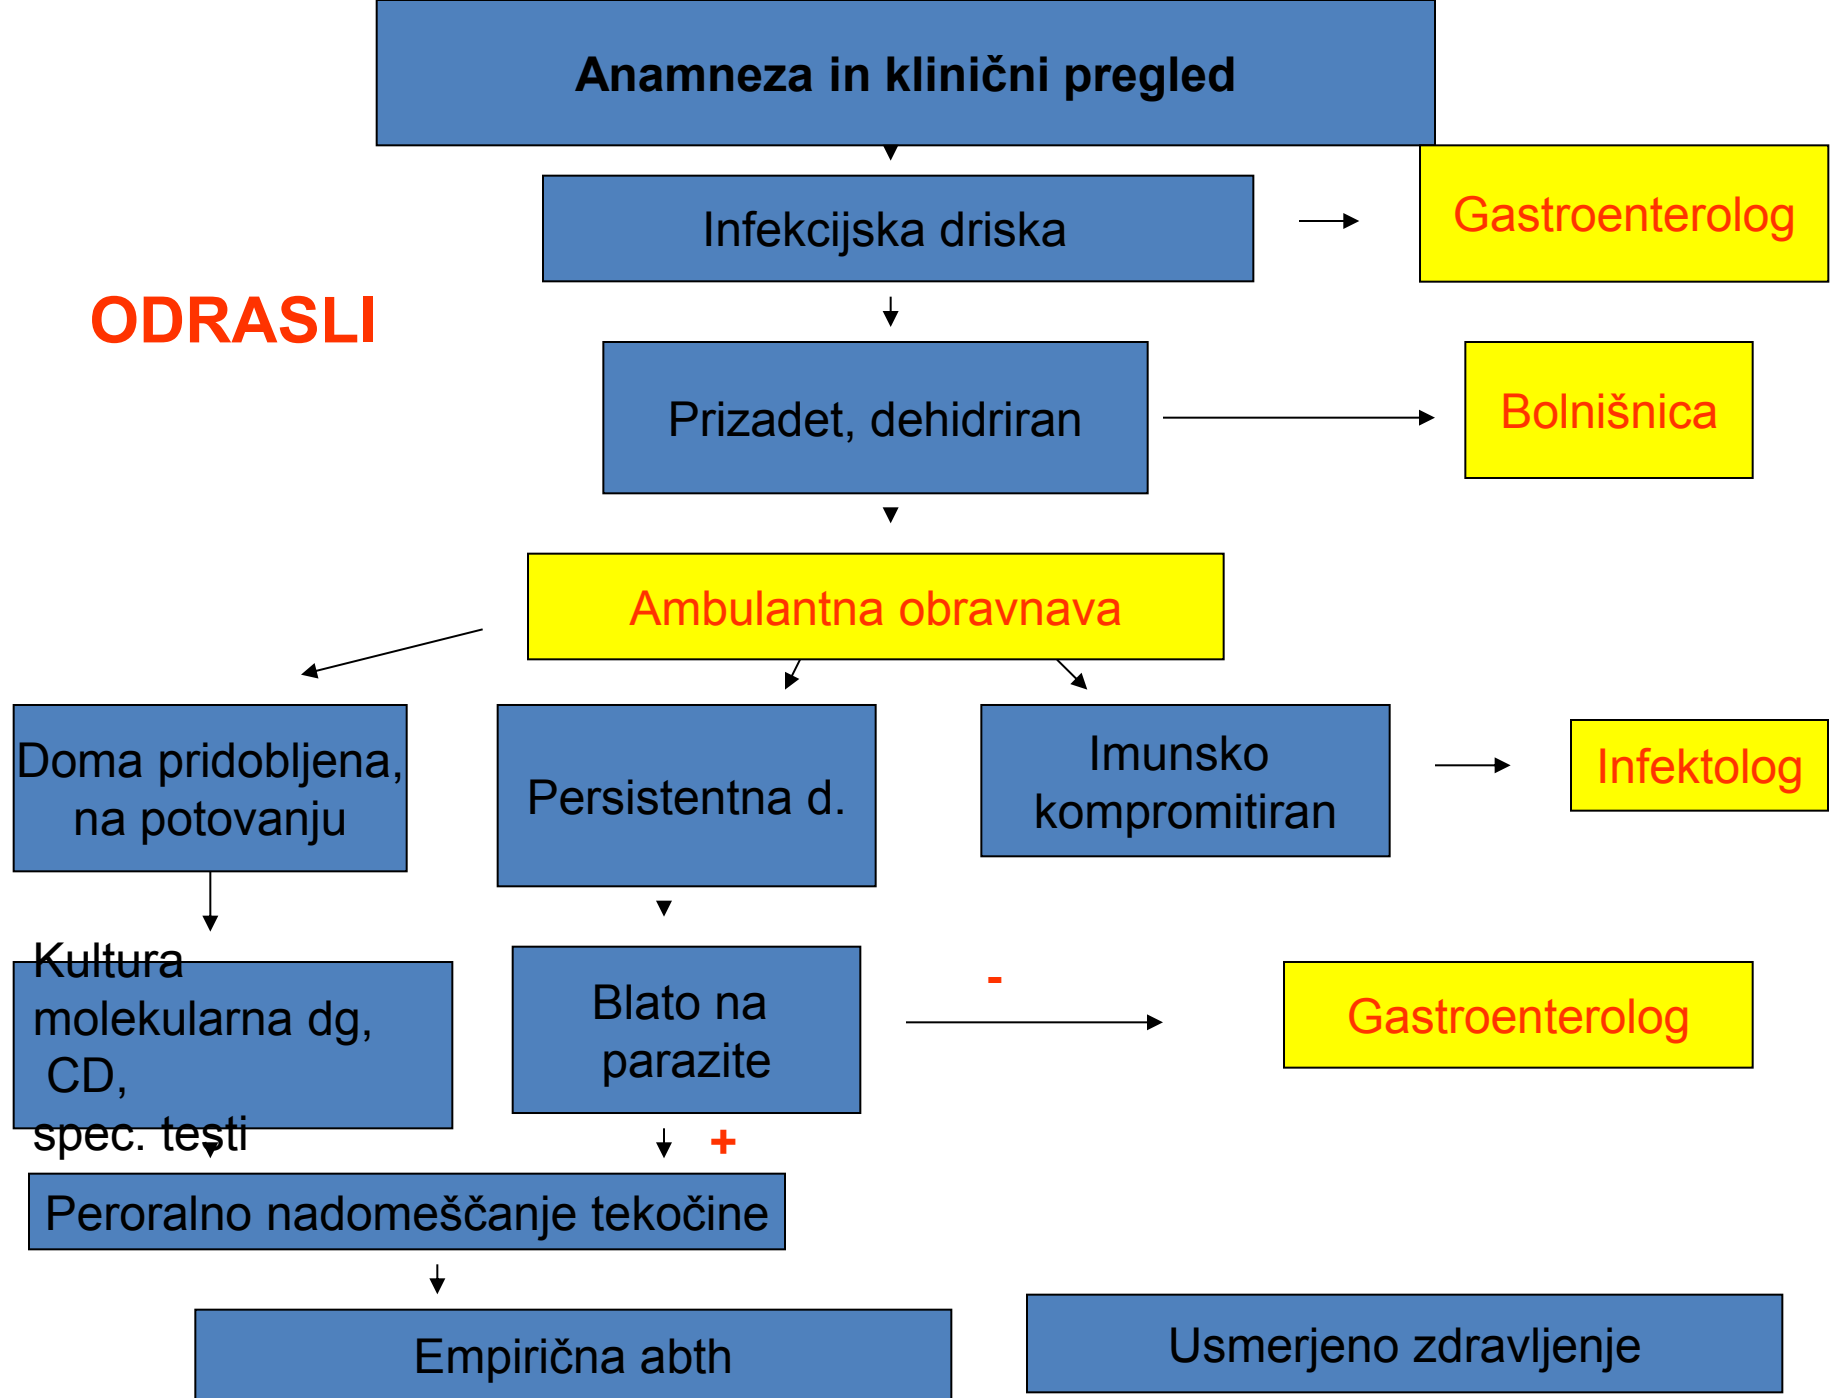 Anamneza in klinični pregled
Infekcijska driska
Gastroenterolog
ODRASLI
Prizadet, dehidriran
Bolnišnica
Ambulantna obravnava
Doma pridobljena,
na potovanju
Persistentna d.
Imunsko
kompromitiran
Infektolog
Kultura
molekularna dg,
CD,
spec. testi
Blato na
parazite
-
Gastroenterolog
+
Peroralno nadomeščanje tekočine
Empirična abth
Usmerjeno zdravljenje